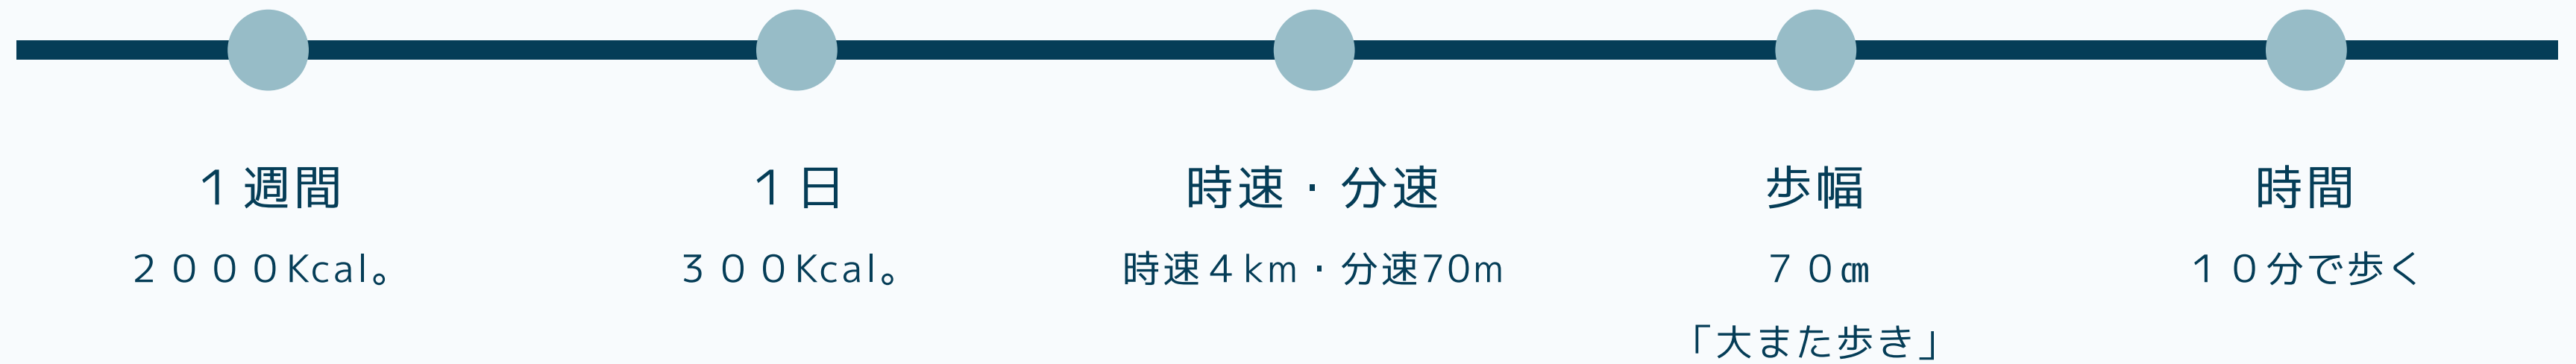 １週間
２０００Kcal。
１日
３００Kcal。
時速・分速
時速４km・分速70m
歩幅
７０㎝
「大また歩き」
時間
１０分で歩く